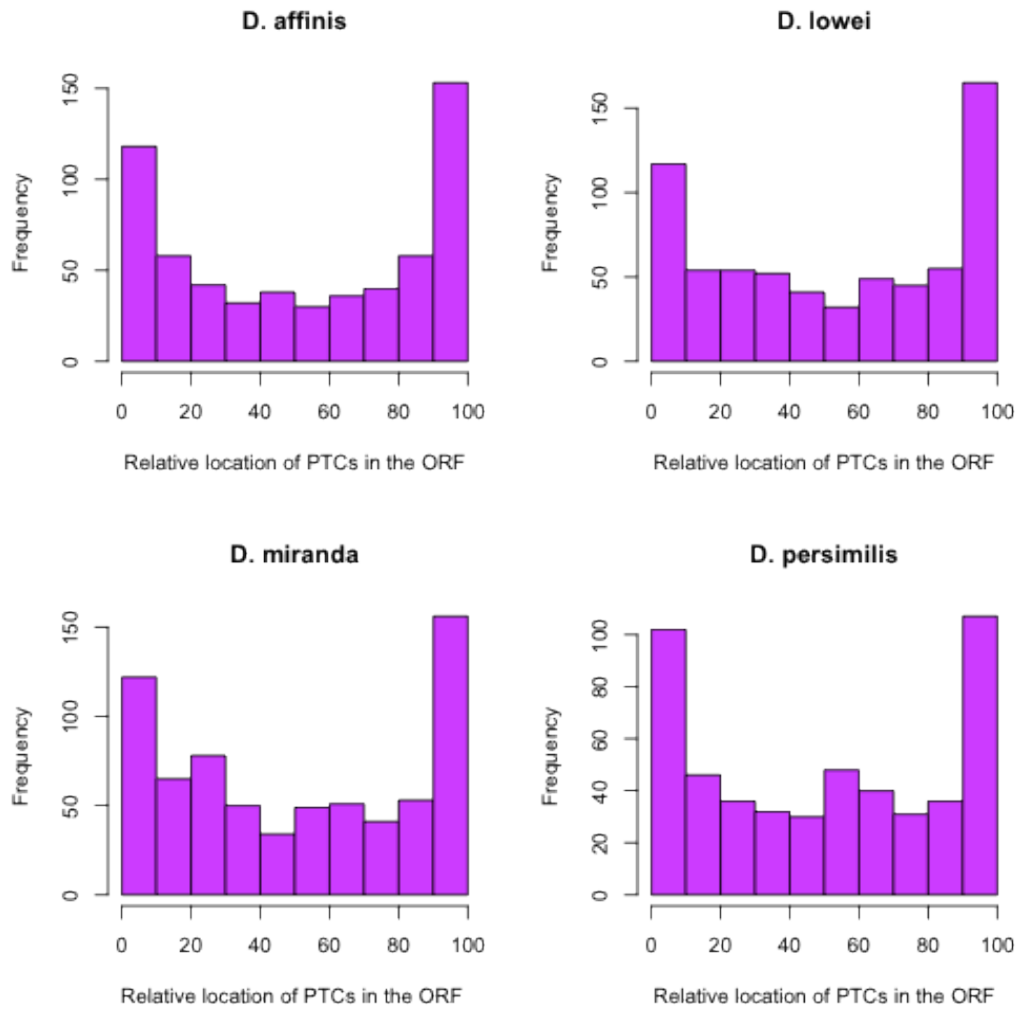 D. affinis
Frequency
0 50 100 150
0 20 40 60 80 100
Relative location of PTCs in the ORF
D. lowei
Frequency
0 50 100 150
0 20 40 60 80 100
Relative location of PTCs in the ORF
D. miranda
Frequency
0 50 100 150
0 20 40 60 80 100
Relative location of PTCs in the ORF
D. persimilis
Frequency
0 20 40 60 80 100
0 20 40 60 80 100
Relative location of PTCs in the ORF